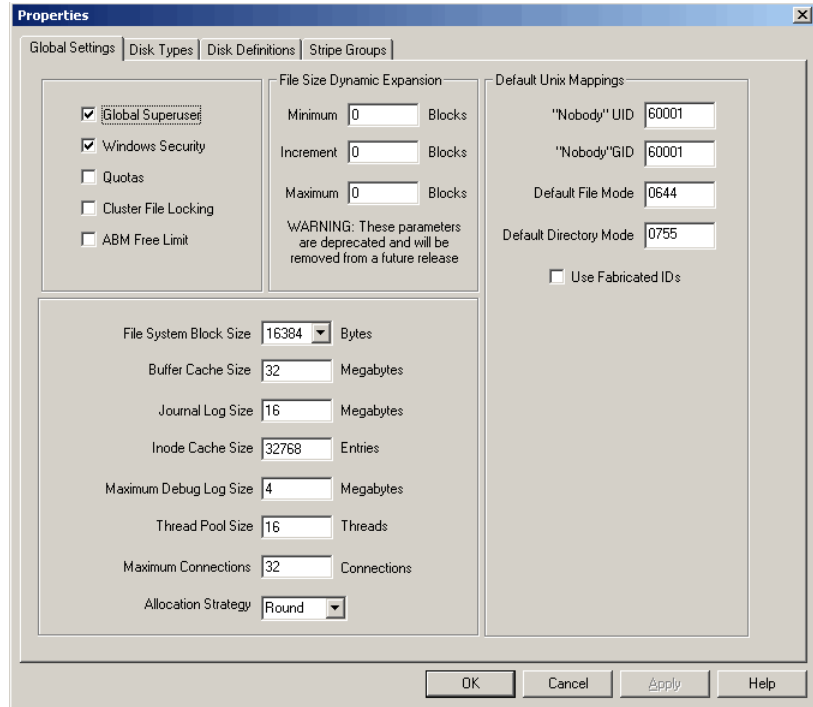 Properties
Global Settings
Disk Types
Disk Definitions
Stripe Groups
Global Superuser
Windows Security
Quotas
Cluster File Locking
ABM Free Limit
File Size Dynamic Expansion
Minimum 0 Blocks
Increment 0 Blocks
Maximum 0 Blocks
WARNING: These parameters
are deprecated and will be
removed from a future release
Default Unix Mappings
"Nobody" UID 60001
"Nobody"GID 60001
Default File Mode 0644
Default Directory Mode 0755
Use Fabricated IDs
File System Block Size 16384 Bytes
Buffer Cache Size 32 Megabytes
Journal Log Size 16 Megabytes
Inode Cache Size 32768 Entries
Maximum Debug Log Size 4 Megabytes
Thread Pool Size 16 Threads
Maximum Connections 32 Connections
Allocation Strategy Round
OK
Cancel
Apply
Help